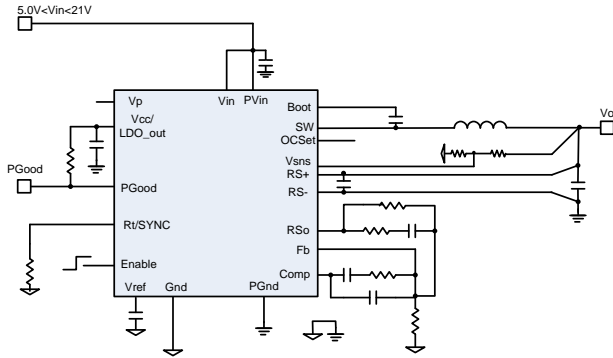 5.0V<Vin<21V
Vp
Vin PVin
Boot
Vcc/
LDO_out
SW
Vo
OCSet
Vsns
PGood
RS+
PGood
RS-
Rt/SYNC
RSo
Fb
Enable
Comp
Vref Gnd PGnd